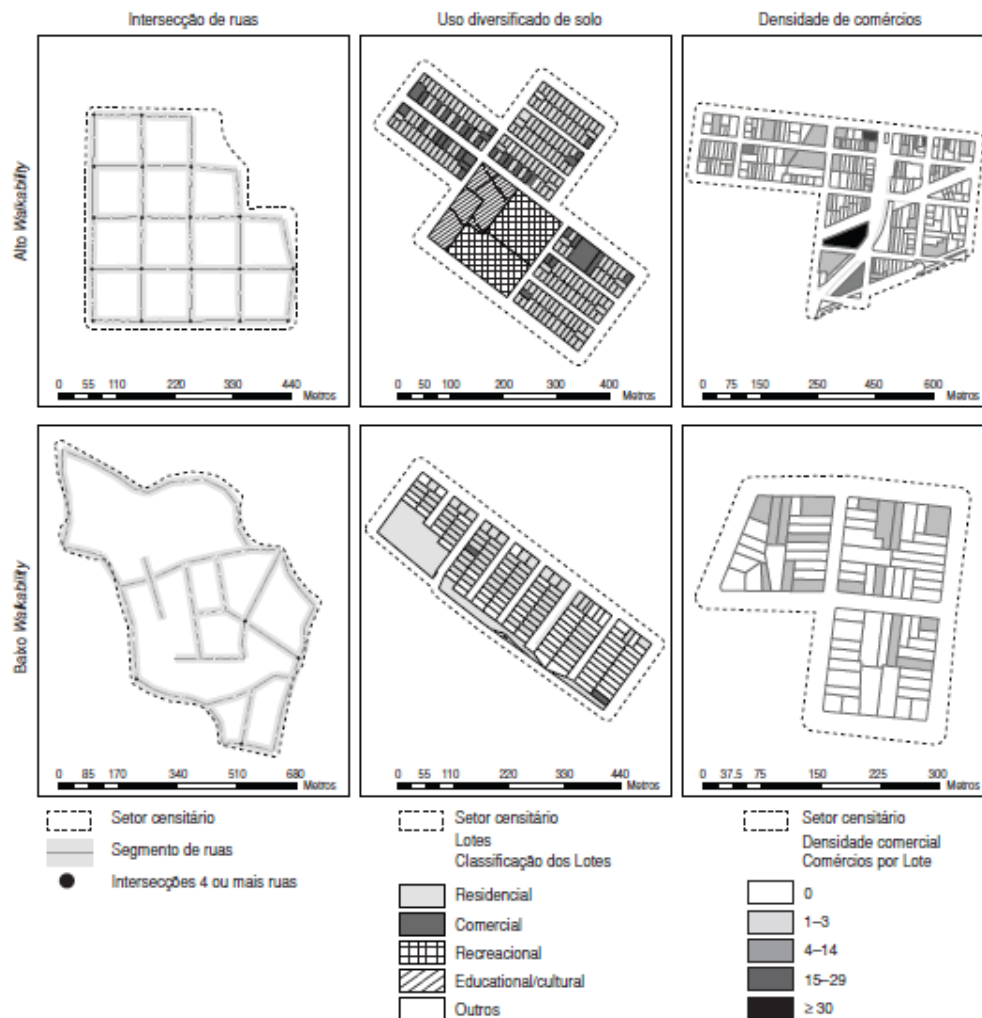 Intersecção de ruas
Uso diversificado de solo
Densidade de comércios
Alto Walkability
0 55 110 220 330 440
Metros
0 50 100 200 300 400
Metros
0 75 150 250 450 600
Metros
Baixo Walkability
0 85 170 340 510 680
Metros
0 55 110 220 330 440
Metros
0 37.5 75 150 225 300
Metros
Setor censitário
Segmento de ruas
Intersecções 4 ou mais ruas
Setor censitário
Lotes
Classificação dos Lotes
Residencial
Comercial
Recreacional
Educational/cultural
Outros
Setor censitário
Densidade comercial
Comércios por Lote
0
1–3
4–14
15–29
≥ 30